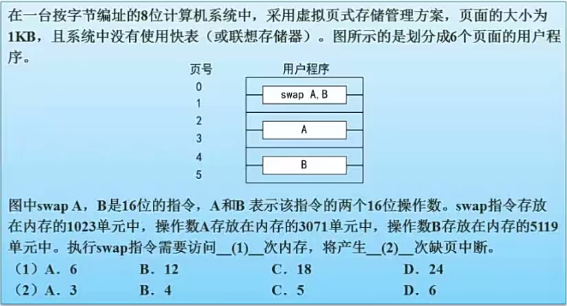 在一台按字节编址的8位计算机系统中，采用虚拟页式存储管理方案，页面的大小为
1KB，且系统中没有使用快表（或联想存储器）。图所示的是划分成6个页面的用户程
序。
页号 用户程序
0
swap A,B
1
2
A
3
4
B
5
图中swap A，B是16位的指令，A和B 表示该指令的两个16位操作数。swap指令存放
在内存的1023单元中，操作数A存放在内存的3071单元中，操作数B存放在内存的5119
单元中。执行swap指令需要访问__(1)__次内存，将产生__(2)__次缺页中断。
（1）A．6 B．12 C．18 D．24
（2）A．3 B．4 C．5 D．6